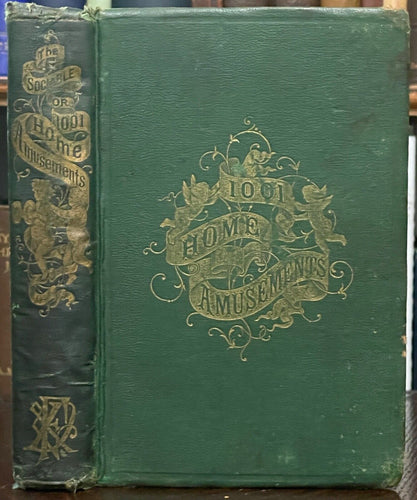 The
Sociable
OR
1001
Home
Amusements
1001
HOME
AMUSEMENTS